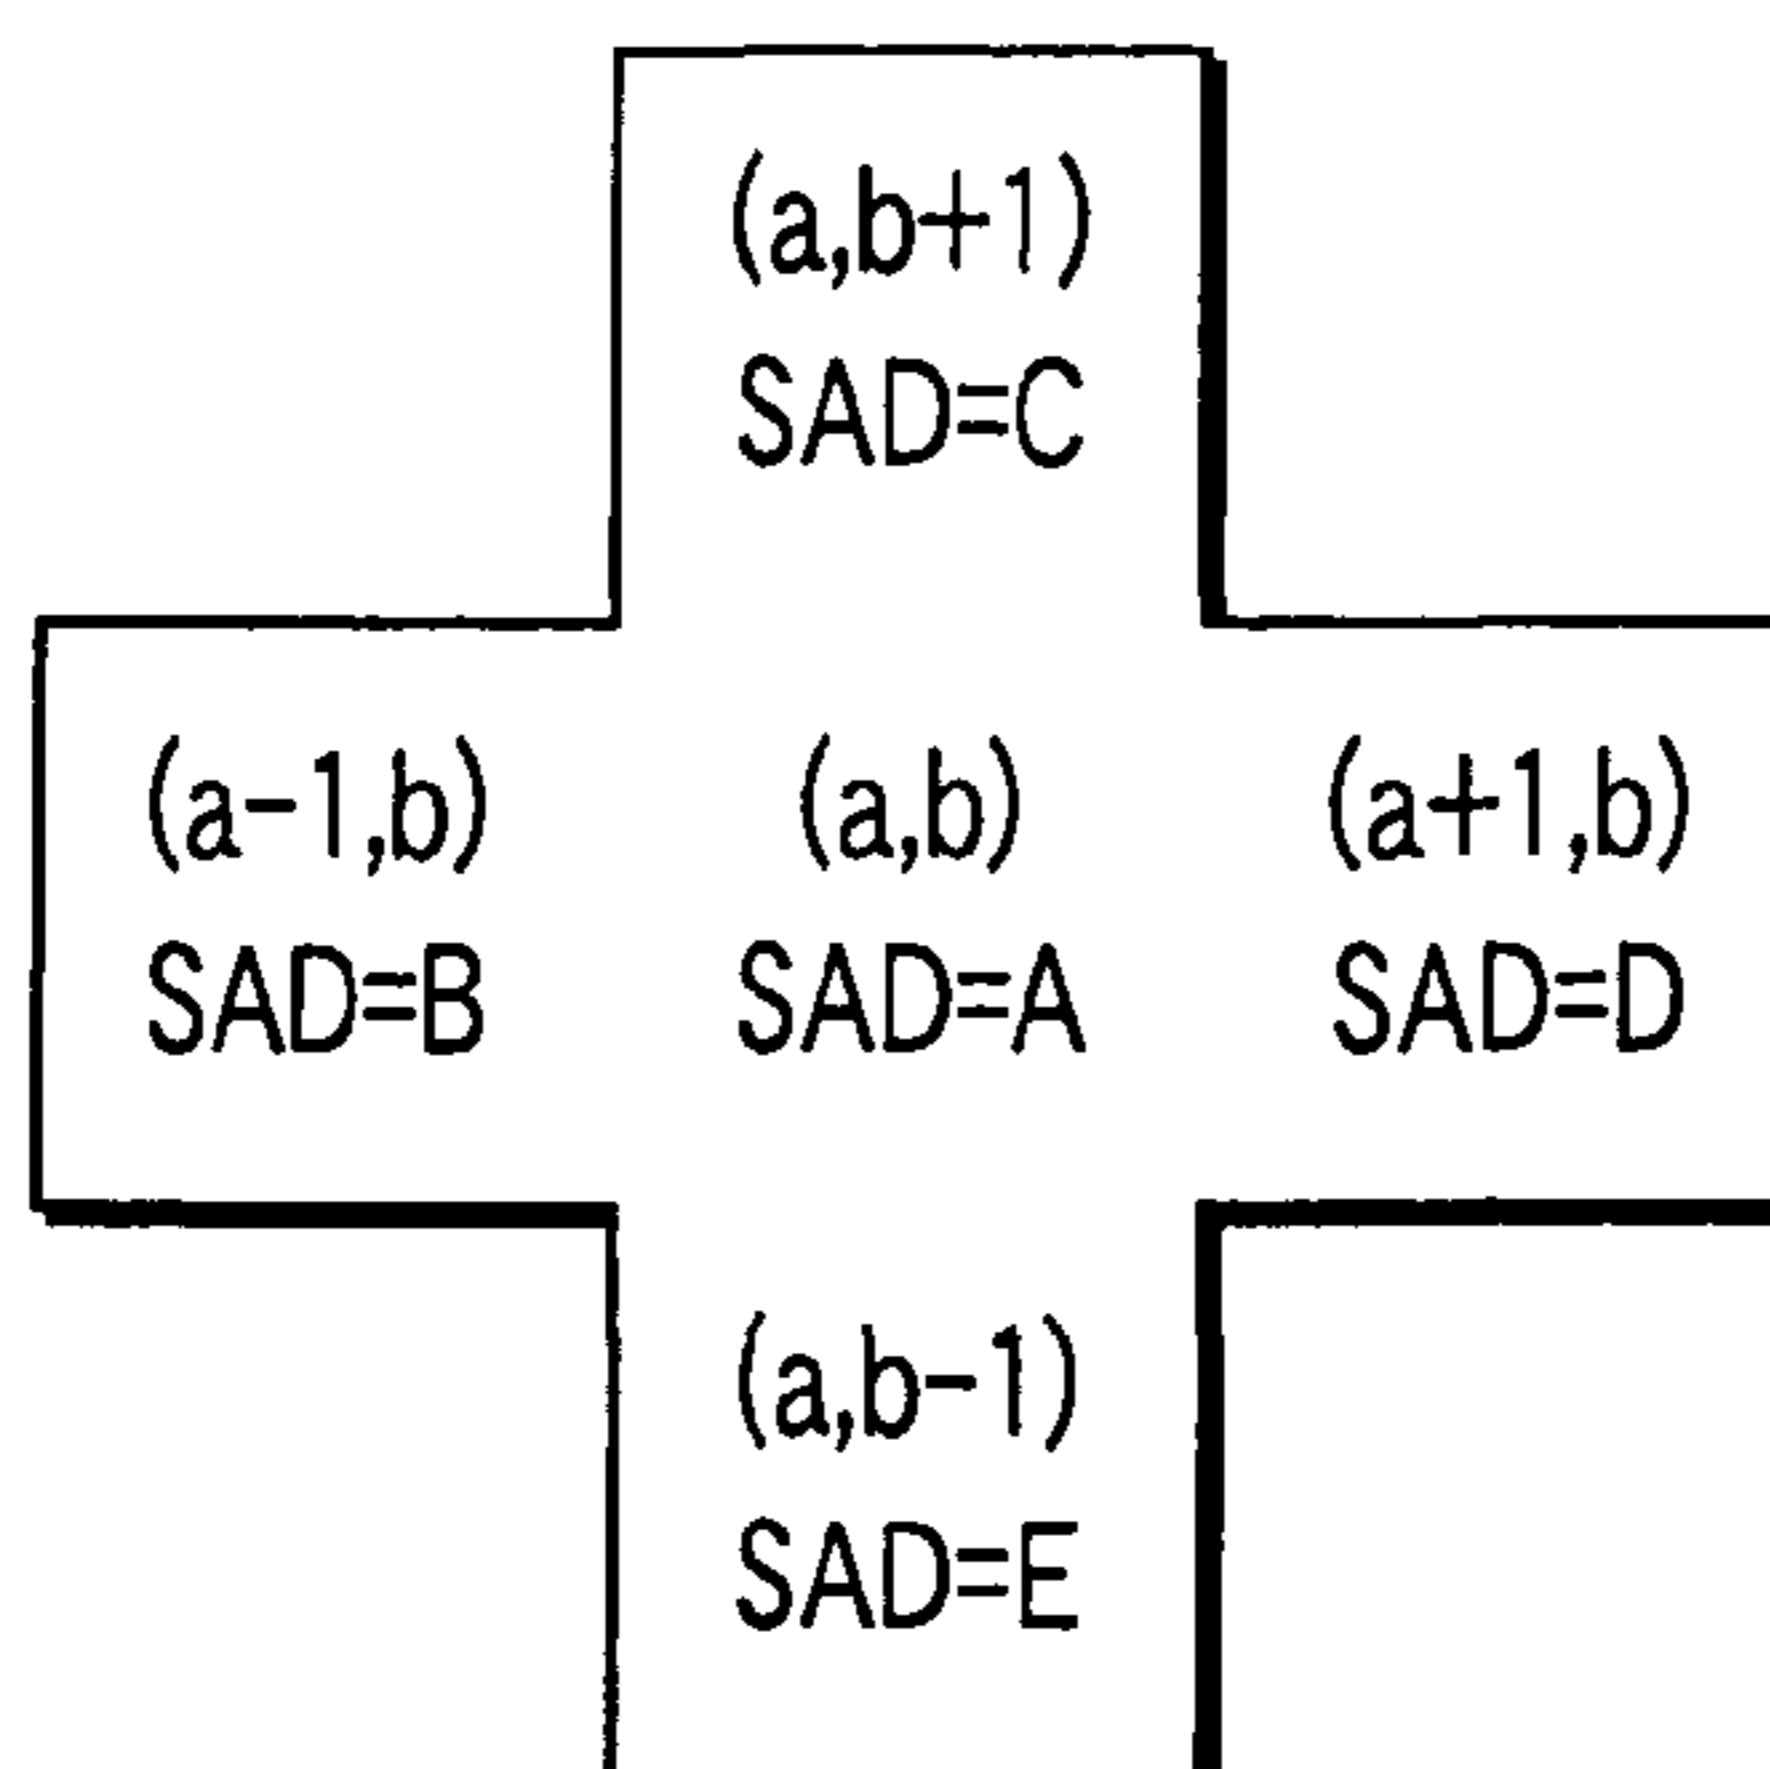 (a,b+1)
SAD=C
(a-1,b) (a,b) (a+1,b)
SAD=B SAD=A SAD=D
(a,b-1)
SAD=E